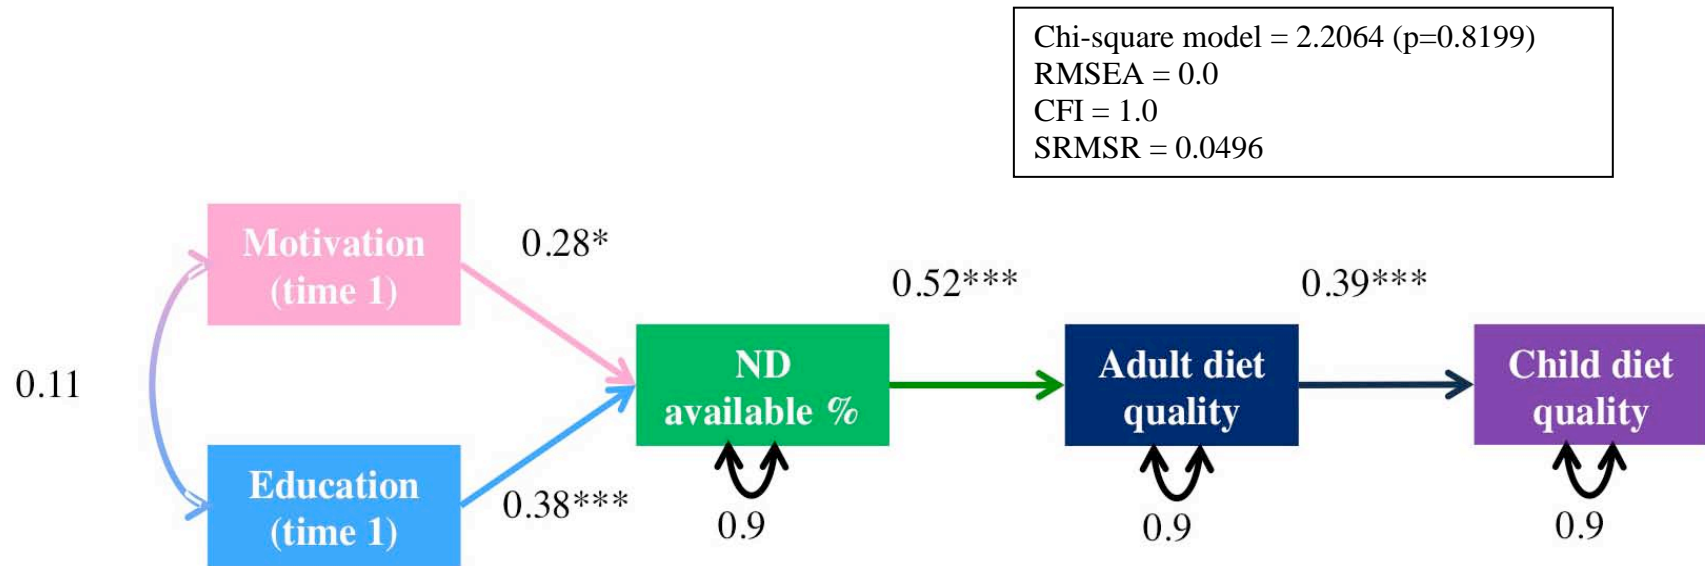 Chi-square model = 2.2064 (p=0.8199)
RMSEA = 0.0
CFI = 1.0
SRMSR = 0.0496
Motivation
(time 1)
0.28*
0.52***
0.39***
0.11
ND
available %
Adult diet
quality
Child diet
quality
Education
(time 1)
0.38***
0.9
0.9
0.9